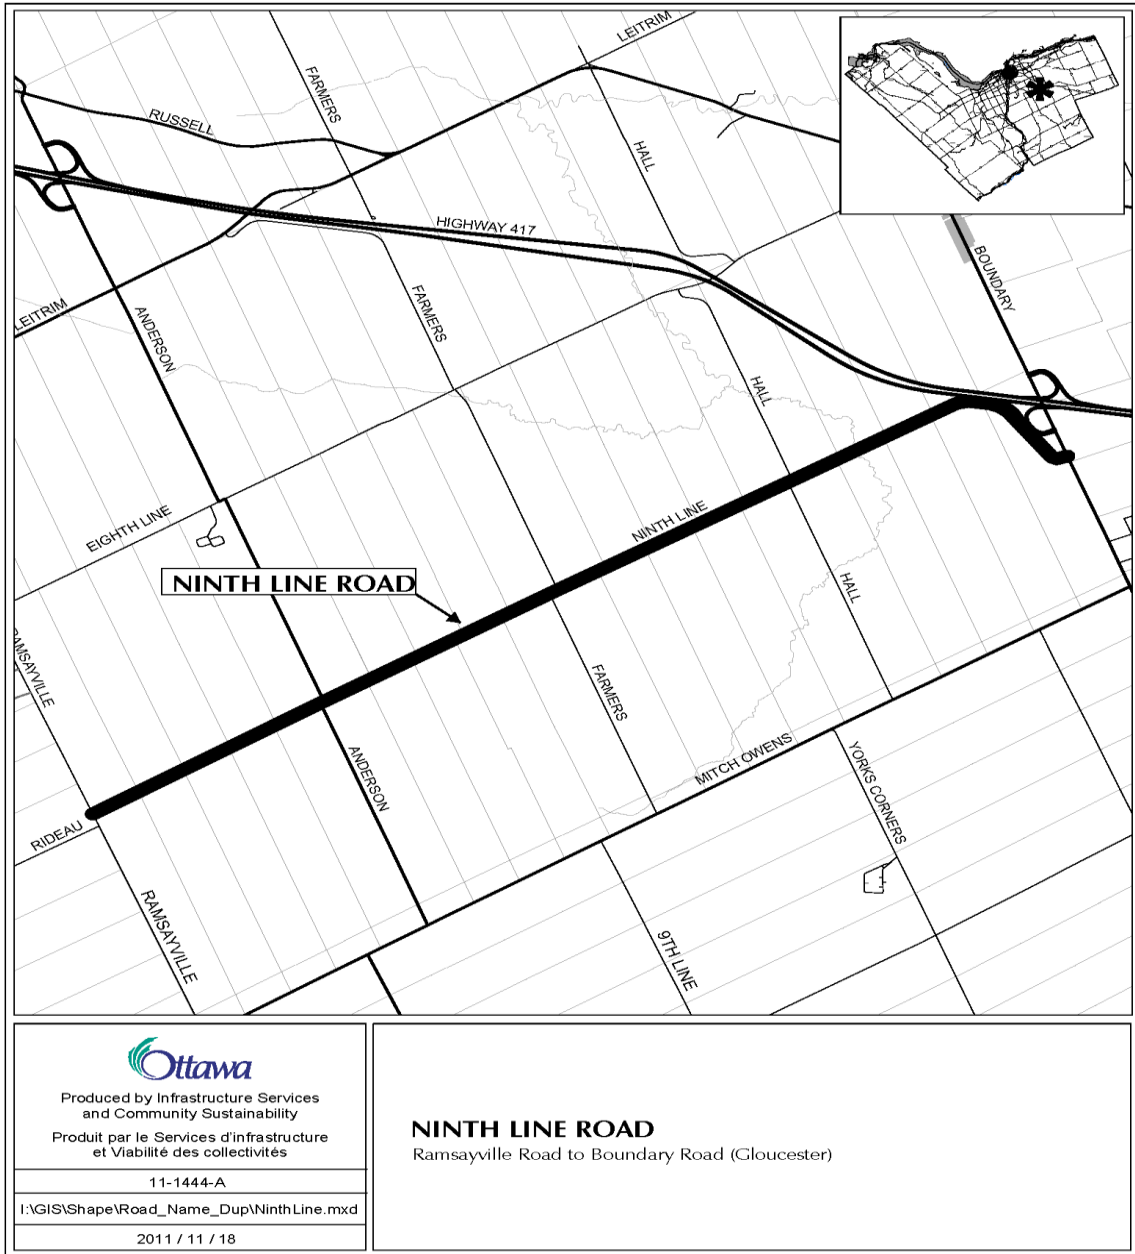 LEITRIM
FARMERS
RUSSELL
HALL
HIGHWAY 417
BOUNDARY
FARMERS
LEITRIM
ANDERSON
HALL
NINTH LINE
EIGHTH LINE
NINTH LINE ROAD
HALL
RAMSAYVILLE
FARMERS
MITCH OWENS
ANDERSON
YORKS CORNERS
RIDEAU
RAMSAYVILLE
9TH LINE
Ottawa
Produced by Infrastructure Services
and Community Sustainability
Produit par le Services d'infrastructure
et Viabilité des collectivités
11-1444-A
I:\GIS\Shape\Road_Name_Dup\NinthLine.mxd
2011 / 11 / 18
NINTH LINE ROAD
Ramsayville Road to Boundary Road (Gloucester)